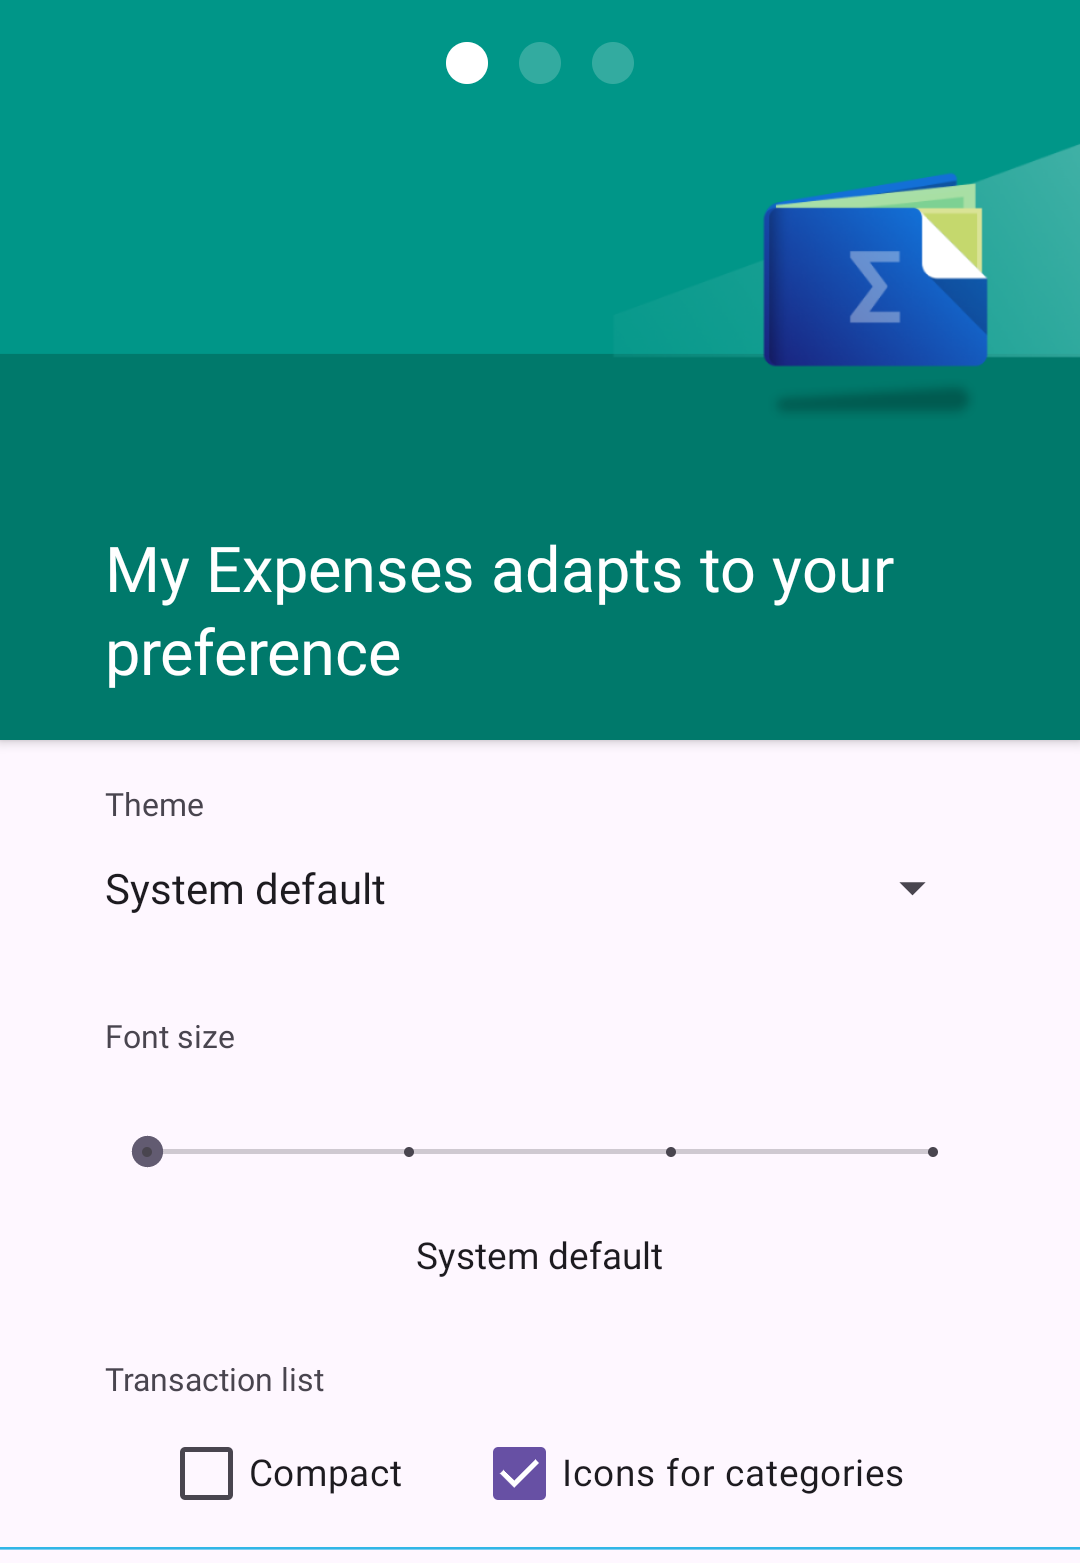 Σ
My Expenses adapts to your
preference
Theme
System default
Font size
System default
Transaction list
Compact
Icons for categories